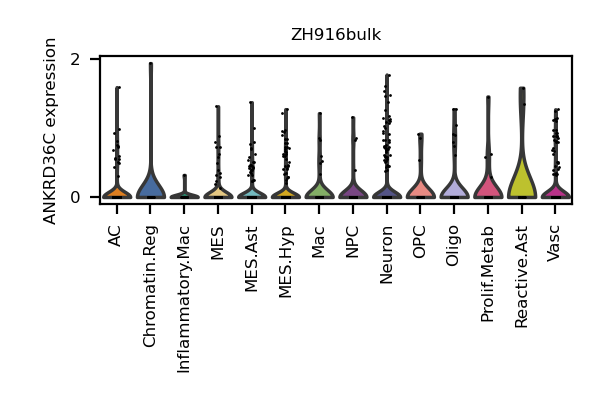 ZH916bulk
ANKRD36C expression
2
0
AC
Chromatin.Reg
Inflammatory.Mac
MES
MES.Ast
MES.Hyp
Mac
NPC
Neuron
OPC
Oligo
Prolif.Metab
Reactive.Ast
Vasc